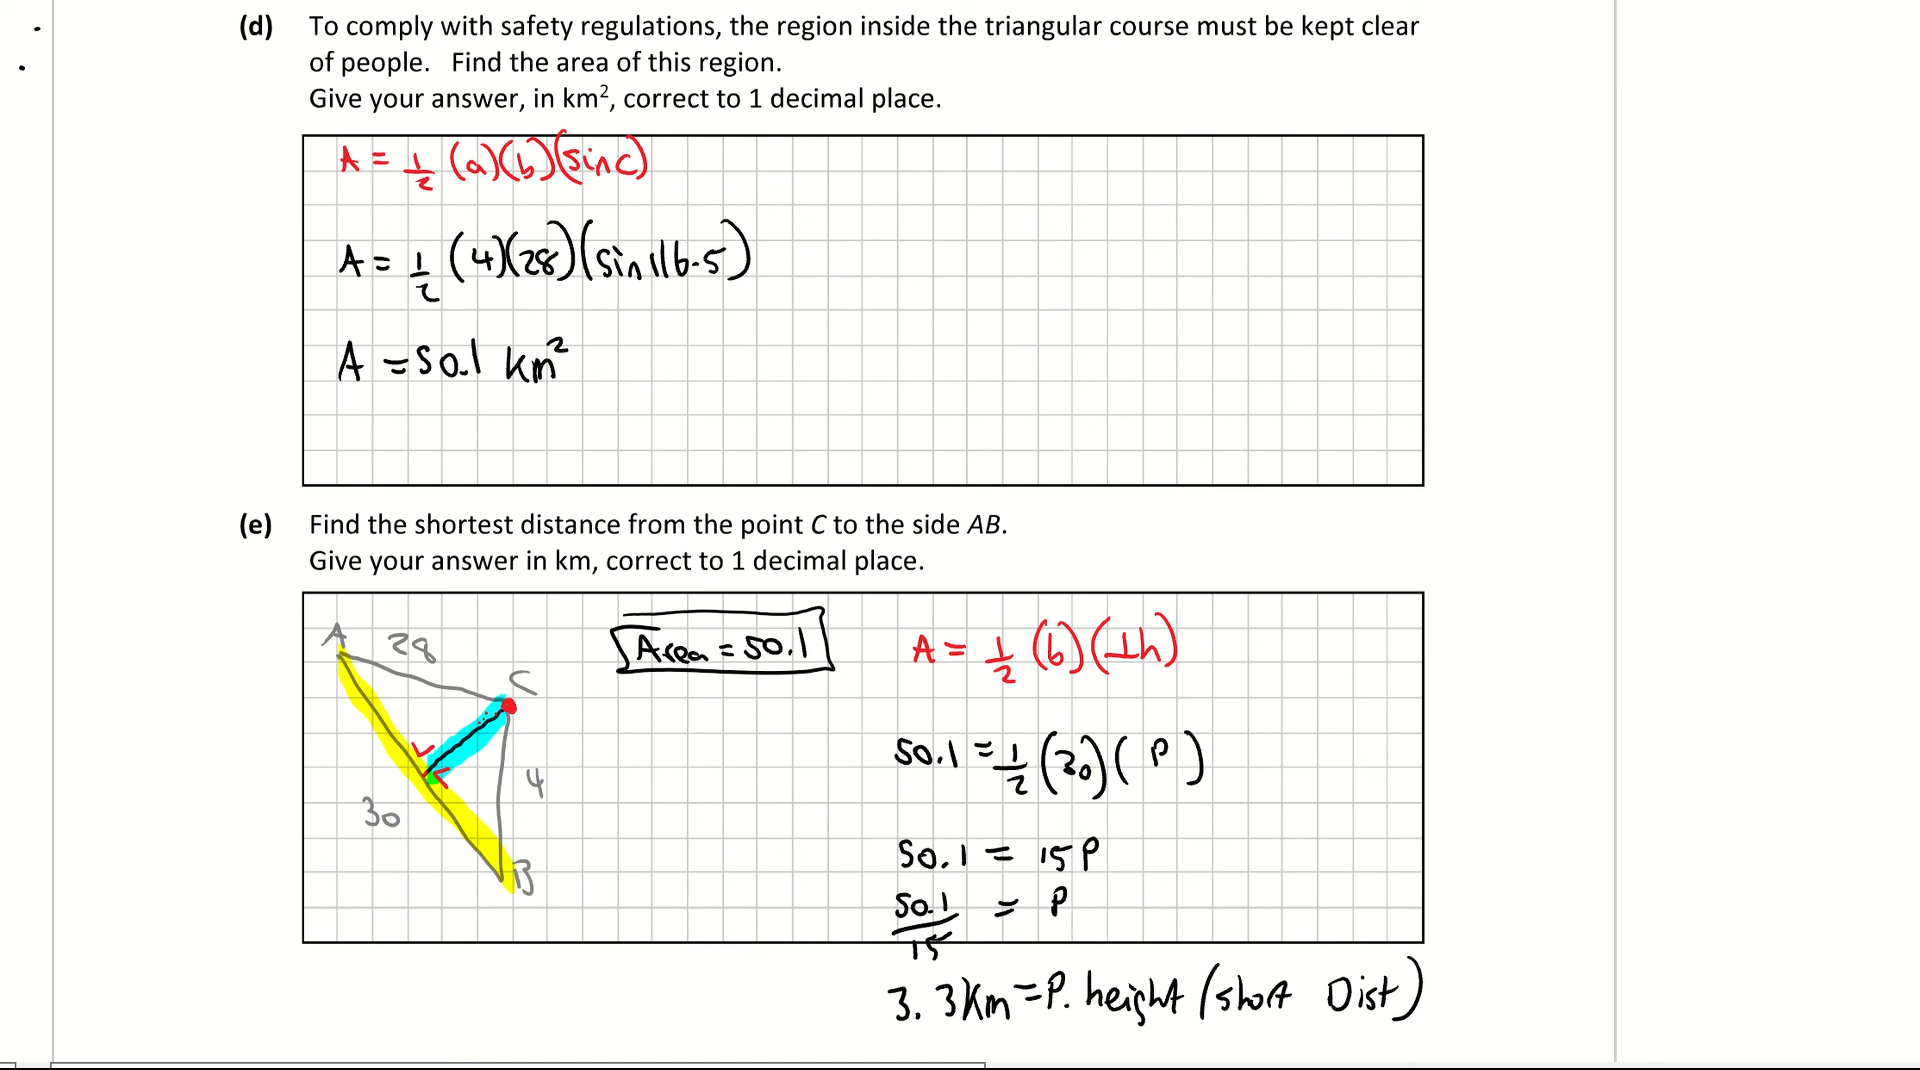 (d) To comply with safety regulations, the region inside the triangular course must be kept clear
of people. Find the area of this region.
Give your answer, in km², correct to 1 decimal place.
A = 1/2 (a)(b)(sin c)
A = 1/2 (4)(28)(sin 116.5)
A = 50.1 km²
(e) Find the shortest distance from the point C to the side AB.
Give your answer in km, correct to 1 decimal place.
A 28 C
30 4
B
Area = 50.1
A = 1/2 (b)(⊥h)
50.1 = 1/2 (30)( P )
50.1 = 15 P
50.1/15 = P
3.3 Km = P. height (short Dist)